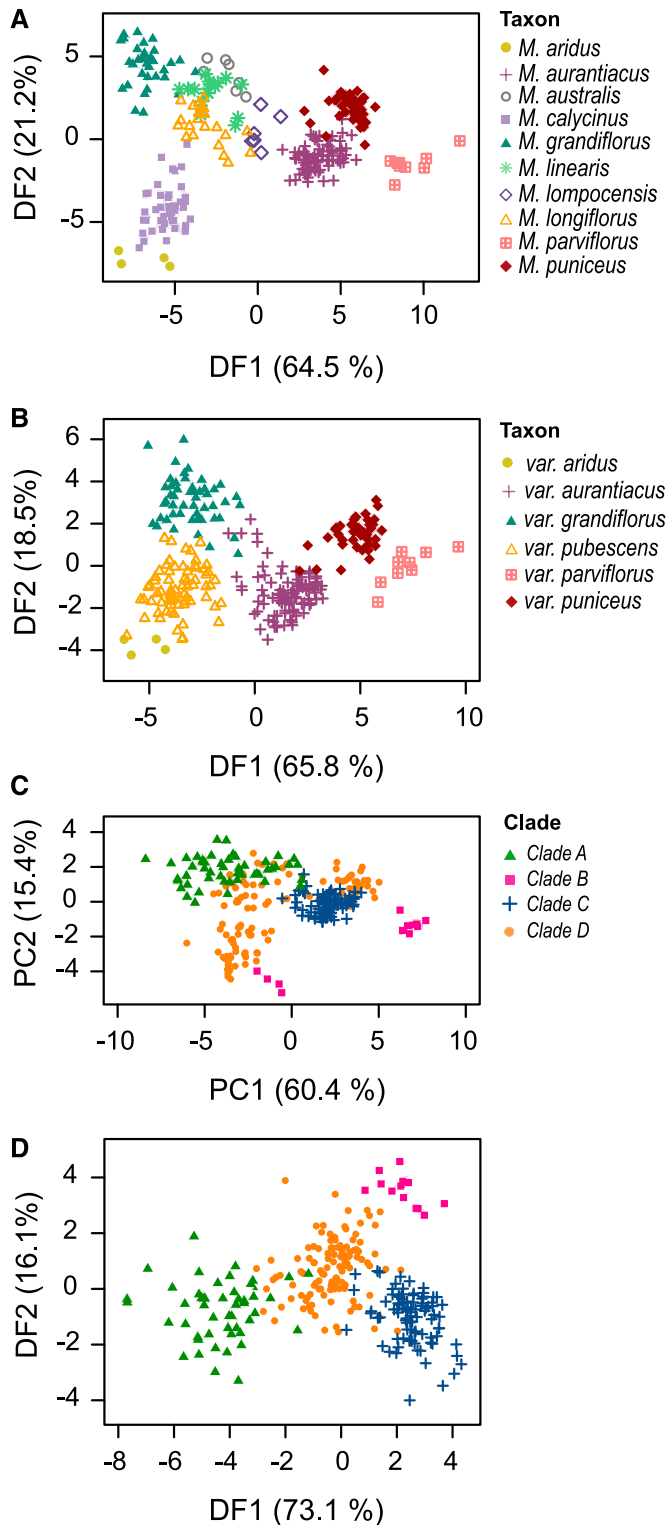 A
5
0
-5
DF2 (21.2%)
-5
0
5
10
DF1 (64.5 %)
Taxon
M. aridus
M. aurantiacus
M. australis
M. calycinus
M. grandiflorus
M. linearis
M. lompocensis
M. longiflorus
M. parviflorus
M. puniceus
B
6
4
2
0
-2
-4
DF2 (18.5%)
-5
0
5
10
DF1 (65.8 %)
Taxon
var. aridus
var. aurantiacus
var. grandiflorus
var. pubescens
var. parviflorus
var. puniceus
C
4
2
0
-2
-4
PC2 (15.4%)
-10
-5
0
5
10
PC1 (60.4 %)
Clade
Clade A
Clade B
Clade C
Clade D
D
4
2
0
-2
-4
DF2 (16.1%)
-8
-6
-4
-2
0
2
4
DF1 (73.1 %)